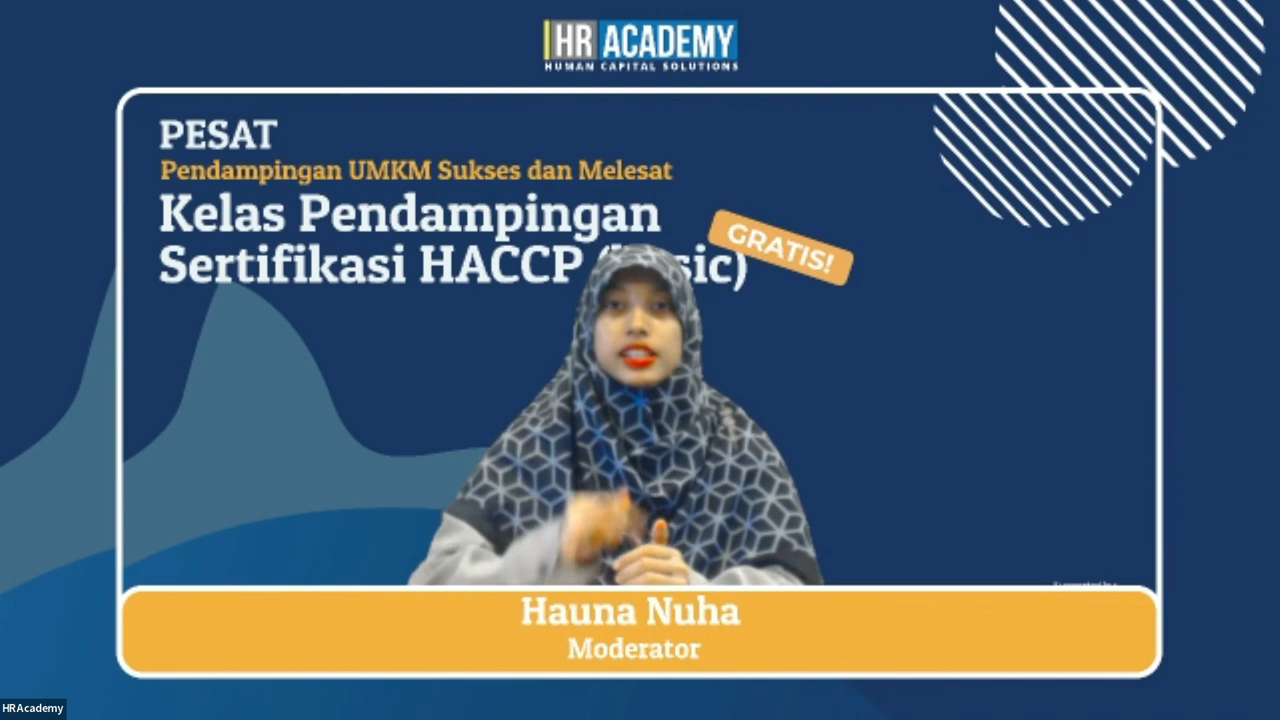 HR ACADEMY
HUMAN CAPITAL SOLUTIONS
PESAT
Pendampingan UMKM Sukses dan Melesat
Kelas Pendampingan
Sertifikasi HACCP ( sic)
GRATIS!
Hauna Nuha
Moderator
HRAcademy